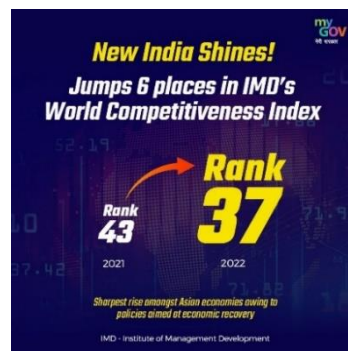 my
GOV
मेरी सरकार
New India Shines!
Jumps 6 places in IMD's
World Competitiveness Index
Rank
43
2021
Rank
37
2022
Sharpest rise amongst Asian economies owing to
policies aimed at economic recovery
IMD - Institute of Management Development